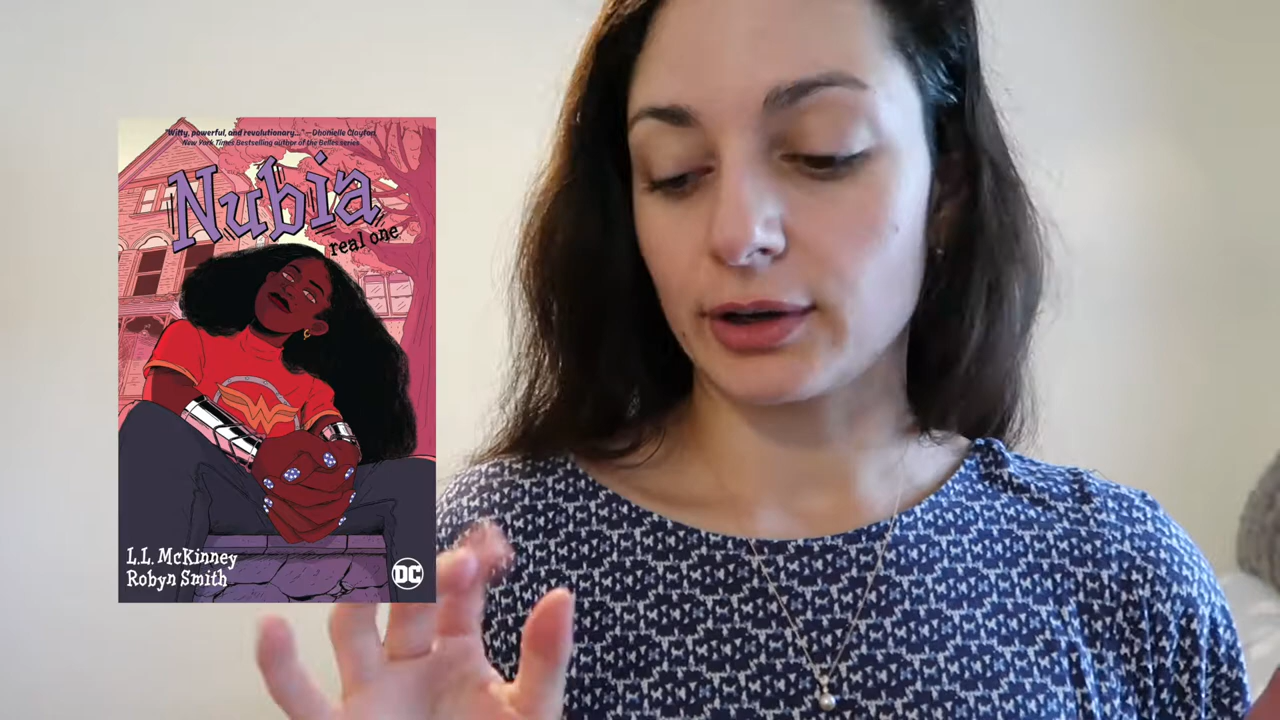 "Witty, powerful, and revolutionary..." —Dhonielle Clayton,
New York Times Bestselling author of the Belles series
Nubia
real one
L.L. McKinney
Robyn Smith
DC